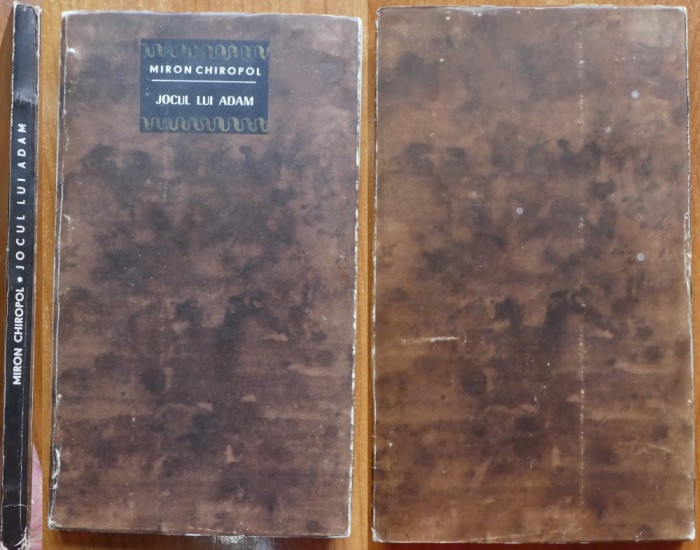 MIRON CHIROPOL • JOCUL LUI ADAM
MIRON CHIROPOL
JOCUL LUI ADAM